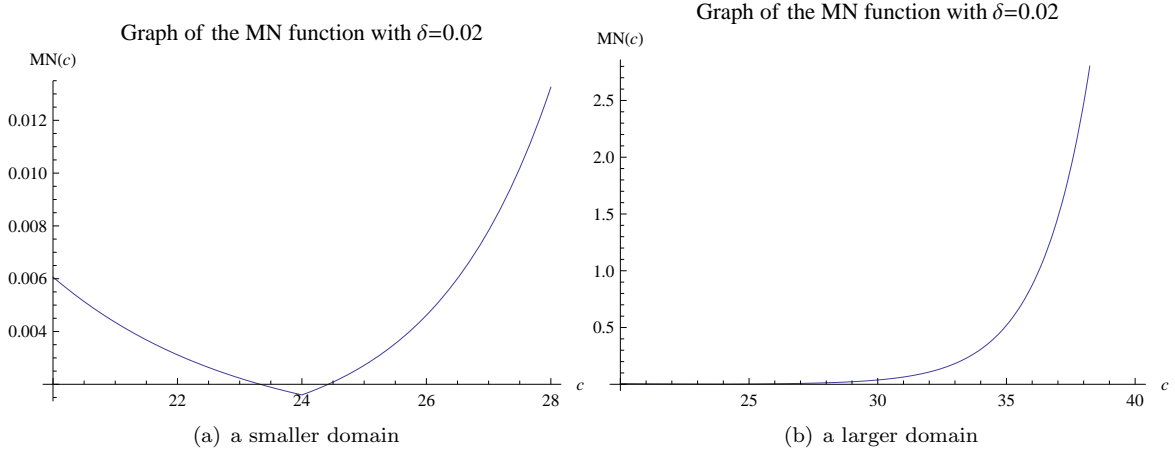 Graph of the MN function with δ=0.02
MN(c)
0.012
0.010
0.008
0.006
0.004
22 24 26 28 c
(a) a smaller domain
Graph of the MN function with δ=0.02
MN(c)
2.5
2.0
1.5
1.0
0.5
25 30 35 40 c
(b) a larger domain